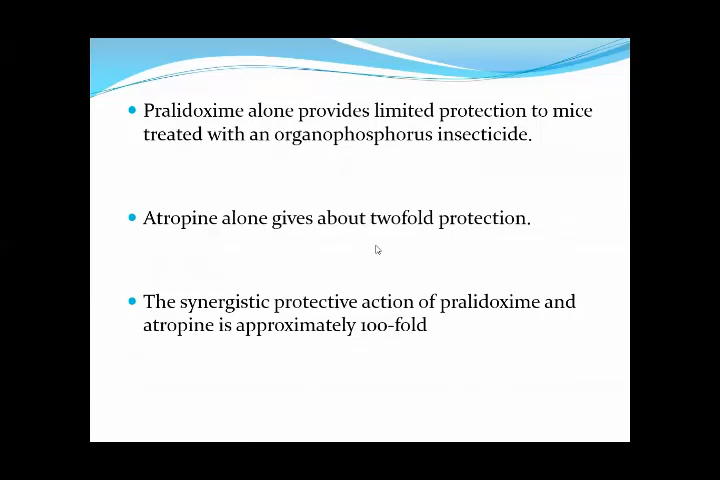 Pralidoxime alone provides limited protection to mice
treated with an organophosphorus insecticide.
Atropine alone gives about twofold protection.
The synergistic protective action of pralidoxime and
atropine is approximately 100-fold